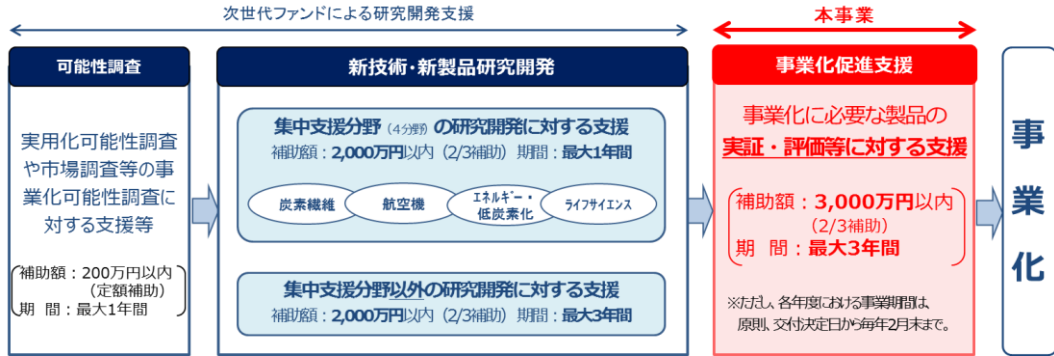 次世代ファンドによる研究開発支援
本事業
可能性調査
実用化可能性調査
や市場調査等の事
業化可能性調査に
対する支援等
補助額：200万円以内
（定額補助）
期　間：最大1年間
新技術・新製品研究開発
集中支援分野（４分野）の研究開発に対する支援
補助額：2,000万円以内（2/3補助）期間：最大1年間
炭素繊維
航空機
エネルギー・
低炭素化
ライフサイエンス
集中支援分野以外の研究開発に対する支援
補助額：2,000万円以内（2/3補助）期間：最大3年間
事業化促進支援
事業化に必要な製品の
実証・評価等に対する支援
補助額：3,000万円以内
（2/3補助）
期　間：最大3年間
※ただし、各年度における事業期間は、
原則、交付決定日から毎年2月末まで。
事業化